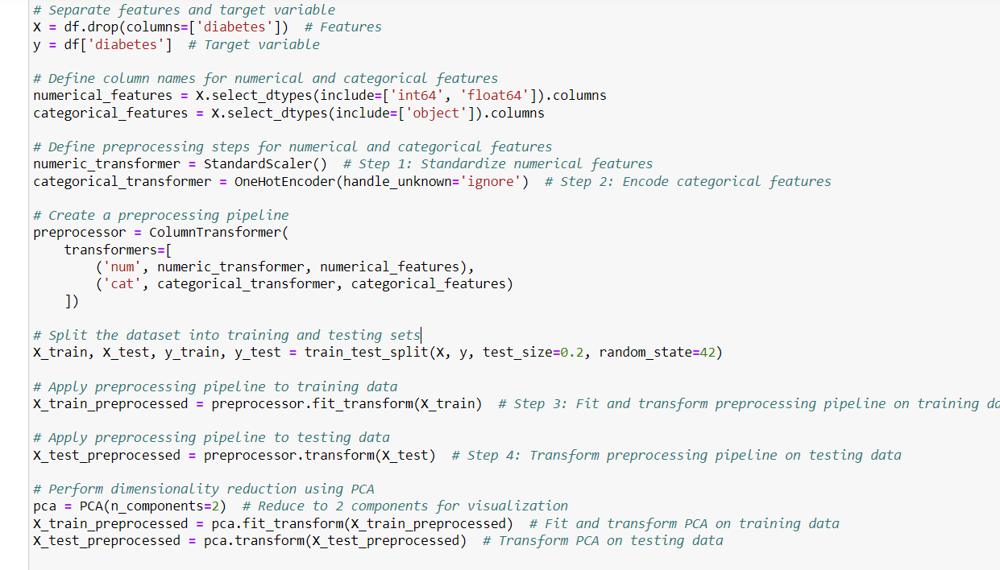 # Separate features and target variable
X = df.drop(columns=['diabetes'])  # Features
y = df['diabetes']  # Target variable
# Define column names for numerical and categorical features
numerical_features = X.select_dtypes(include=['int64', 'float64']).columns
categorical_features = X.select_dtypes(include=['object']).columns
# Define preprocessing steps for numerical and categorical features
numeric_transformer = StandardScaler()  # Step 1: Standardize numerical features
categorical_transformer = OneHotEncoder(handle_unknown='ignore')  # Step 2: Encode categorical features
# Create a preprocessing pipeline
preprocessor = ColumnTransformer(
    transformers=[
        ('num', numeric_transformer, numerical_features),
        ('cat', categorical_transformer, categorical_features)
    ])
# Split the dataset into training and testing sets
X_train, X_test, y_train, y_test = train_test_split(X, y, test_size=0.2, random_state=42)
# Apply preprocessing pipeline to training data
X_train_preprocessed = preprocessor.fit_transform(X_train)  # Step 3: Fit and transform preprocessing pipeline on training
# Apply preprocessing pipeline to testing data
X_test_preprocessed = preprocessor.transform(X_test)  # Step 4: Transform preprocessing pipeline on testing data
# Perform dimensionality reduction using PCA
pca = PCA(n_components=2)  # Reduce to 2 components for visualization
X_train_preprocessed = pca.fit_transform(X_train_preprocessed)  # Fit and transform PCA on training data
X_test_preprocessed = pca.transform(X_test_preprocessed)  # Transform PCA on testing data